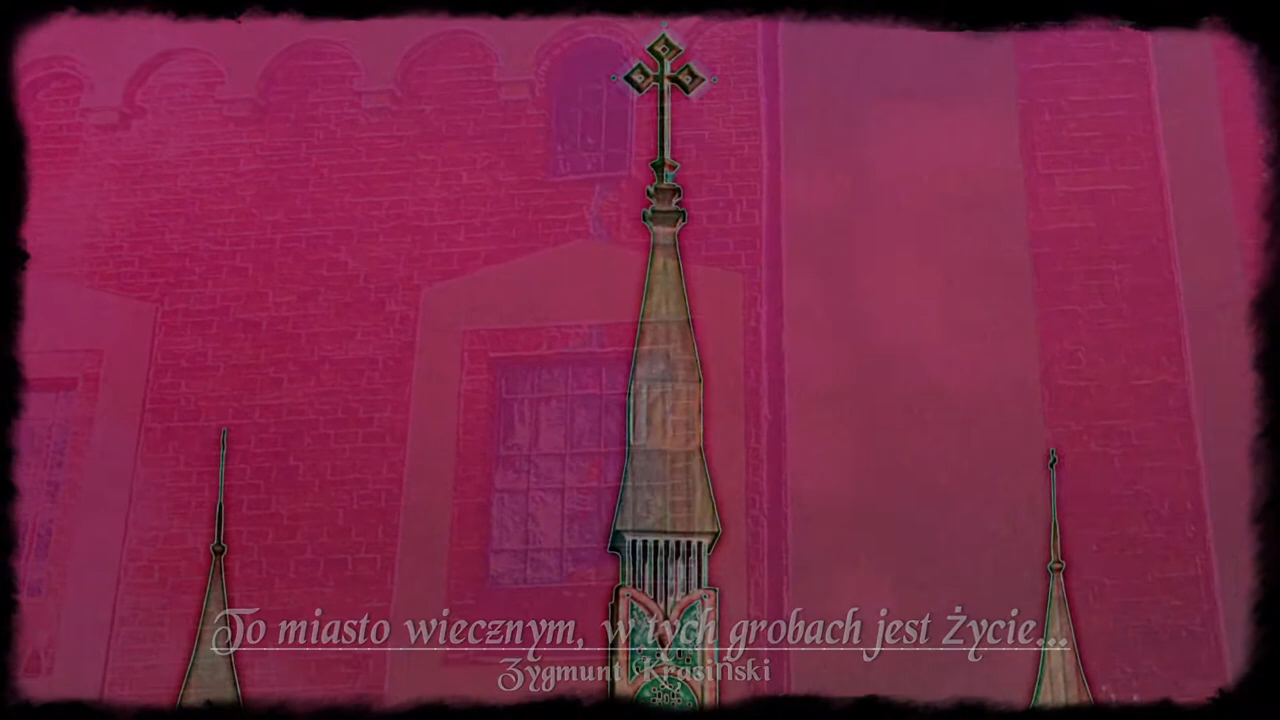 To miasto wiecznym, w tych grobach jest Życie...
Zygmunt Krasiński